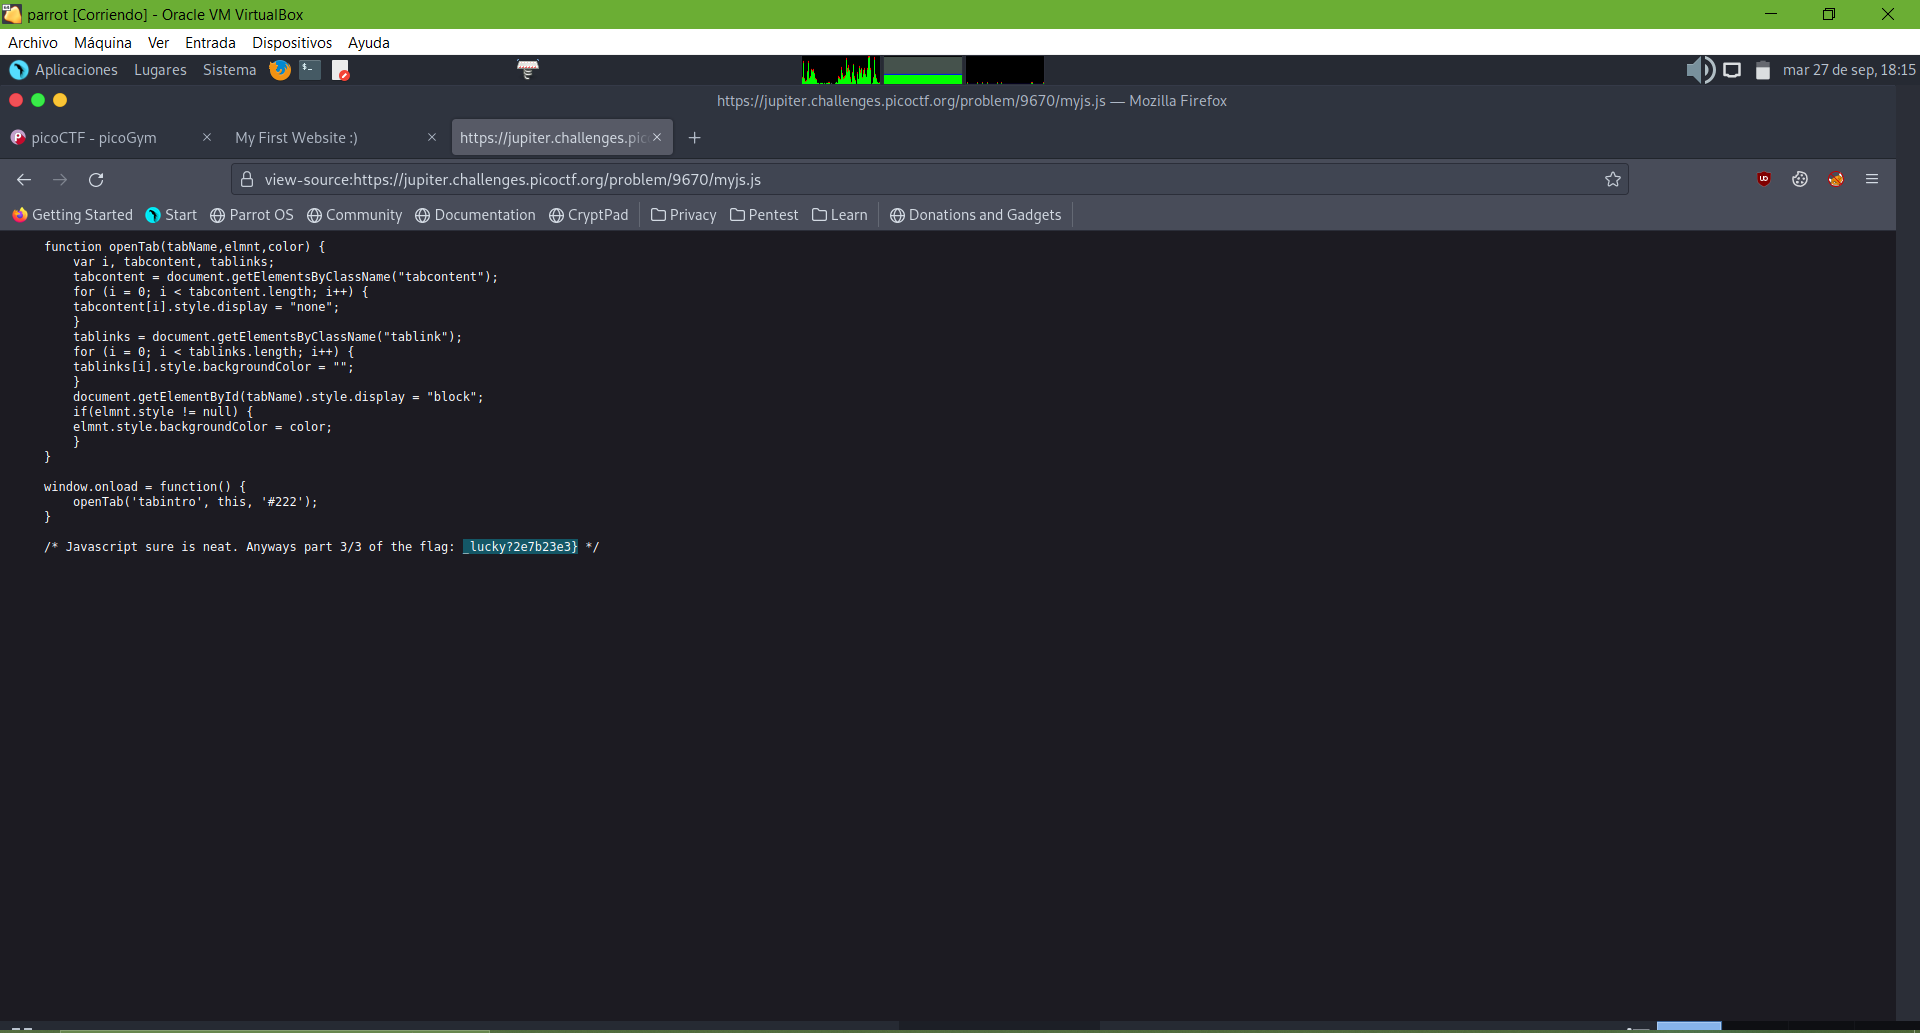 parrot [Corriendo] - Oracle VM VirtualBox
Archivo Máquina Ver Entrada Dispositivos Ayuda
Aplicaciones Lugares Sistema mar 27 de sep, 18:15
https://jupiter.challenges.picoctf.org/problem/9670/myjs.js — Mozilla Firefox
picoCTF - picoGym My First Website :) https://jupiter.challenges.pic
view-source:https://jupiter.challenges.picoctf.org/problem/9670/myjs.js
Getting Started Start Parrot OS Community Documentation CryptPad Privacy Pentest Learn Donations and Gadgets
function openTab(tabName,elmnt,color) {
    var i, tabcontent, tablinks;
    tabcontent = document.getElementsByClassName("tabcontent");
    for (i = 0; i < tabcontent.length; i++) {
    tabcontent[i].style.display = "none";
    }
    tablinks = document.getElementsByClassName("tablink");
    for (i = 0; i < tablinks.length; i++) {
    tablinks[i].style.backgroundColor = "";
    }
    document.getElementById(tabName).style.display = "block";
    if(elmnt.style != null) {
    elmnt.style.backgroundColor = color;
    }
}
window.onload = function() {
    openTab('tabintro', this, '#222');
}
/* Javascript sure is neat. Anyways part 3/3 of the flag: _lucky?2e7b23e3} */